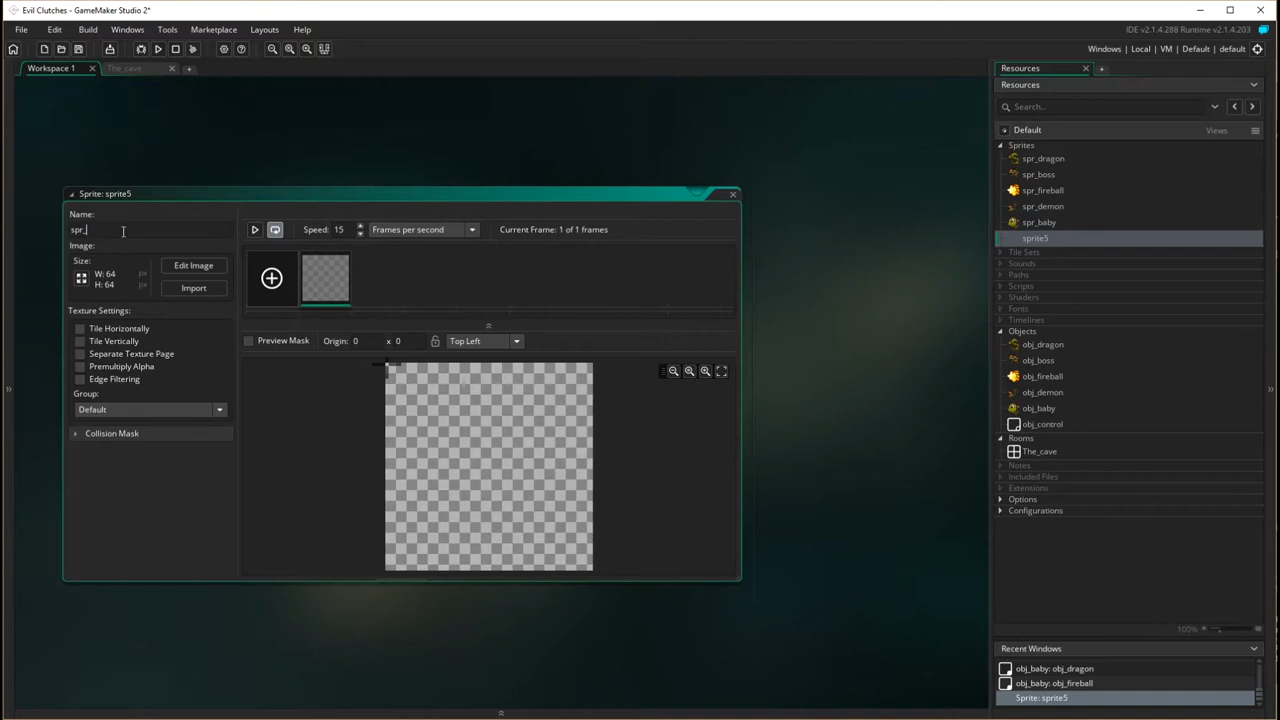 Evil Clutches - GameMaker Studio 2*
File Edit Build Windows Tools Marketplace Layouts Help
IDE v2.1.4.288 Runtime v2.1.4.203
Windows | Local | VM | Default | default
Workspace 1
The_cave
Resources
Resources
Search...
Default
Views
Sprites
spr_dragon
spr_boss
spr_fireball
spr_demon
spr_baby
sprite5
Tile Sets
Sounds
Paths
Scripts
Shaders
Fonts
Timelines
Objects
obj_dragon
obj_boss
obj_fireball
obj_demon
obj_baby
obj_control
Rooms
The_cave
Notes
Included Files
Extensions
Options
Configurations
100%
Recent Windows
obj_baby: obj_dragon
obj_baby: obj_fireball
Sprite: sprite5
Sprite: sprite5
Name:
spr_
Image:
Size:
W: 64 px
H: 64 px
Edit Image
Import
Texture Settings:
Tile Horizontally
Tile Vertically
Separate Texture Page
Premultiply Alpha
Edge Filtering
Group:
Default
Collision Mask
Speed: 15 Frames per second Current Frame: 1 of 1 frames
Preview Mask Origin: 0 x 0 Top Left